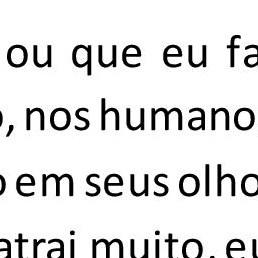 ou que eu fa
, nos humano
em seus olho
atrai muito, eu